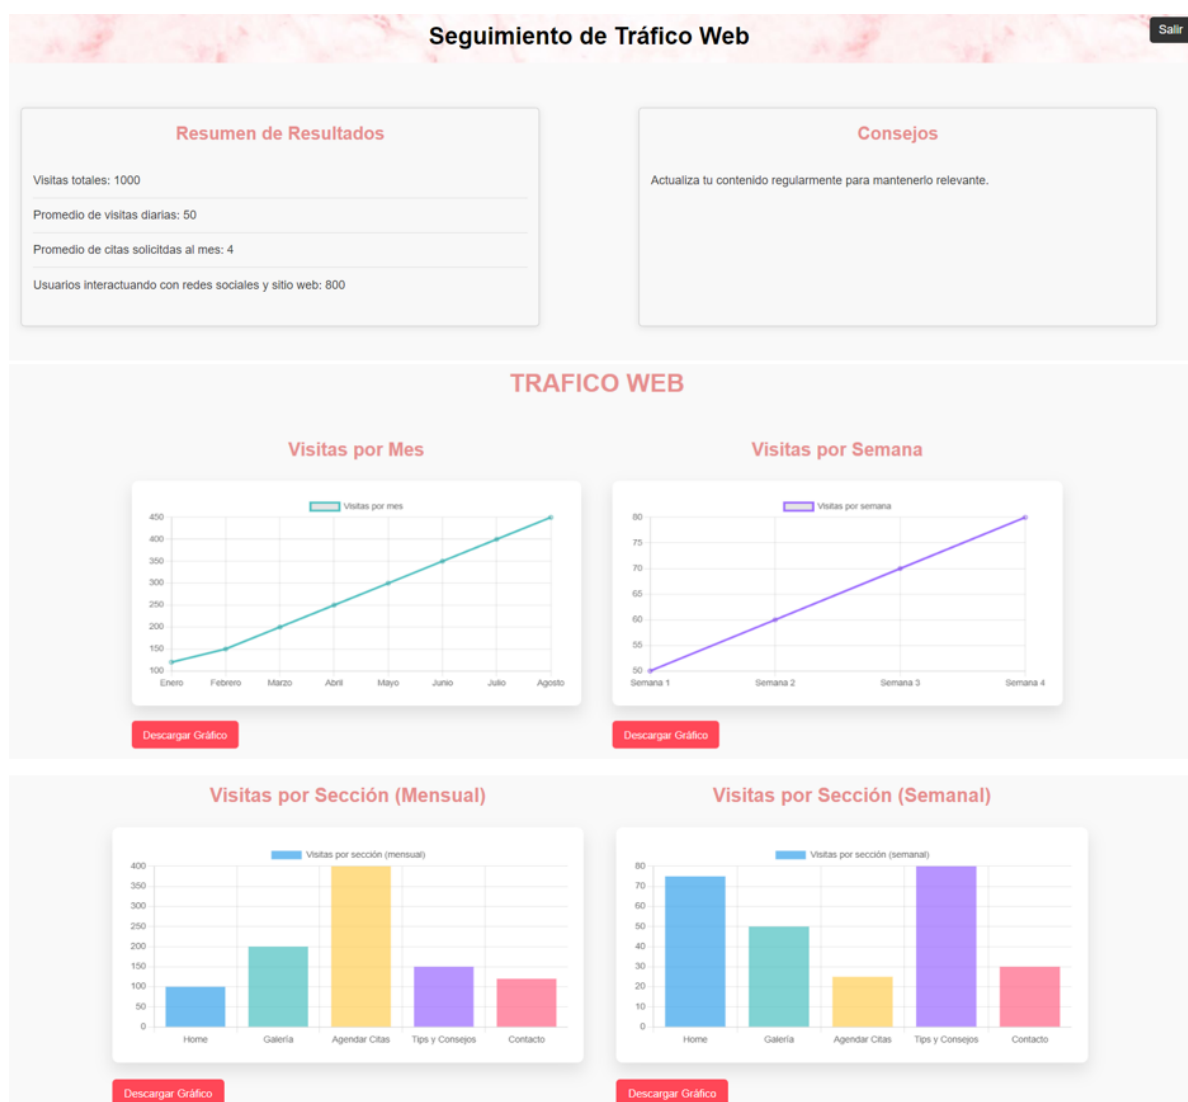 Seguimiento de Tráfico Web
Salir
Resumen de Resultados
Visitas totales: 1000
Promedio de visitas diarias: 50
Promedio de citas solicitdas al mes: 4
Usuarios interactuando con redes sociales y sitio web: 800
Consejos
Actualiza tu contenido regularmente para mantenerlo relevante.
TRAFICO WEB
Visitas por Mes
Visitas por mes
450
400
350
300
250
200
150
100
Enero Febrero Marzo Abril Mayo Junio Julio Agosto
Descargar Gráfico
Visitas por Semana
Visitas por semana
80
75
70
65
60
55
50
Semana 1 Semana 2 Semana 3 Semana 4
Descargar Gráfico
Visitas por Sección (Mensual)
Visitas por sección (mensual)
400
350
300
250
200
150
100
50
0
Home Galería Agendar Citas Tips y Consejos Contacto
Descargar Gráfico
Visitas por Sección (Semanal)
Visitas por sección (semanal)
80
70
60
50
40
30
20
10
0
Home Galería Agendar Citas Tips y Consejos Contacto
Descargar Gráfico